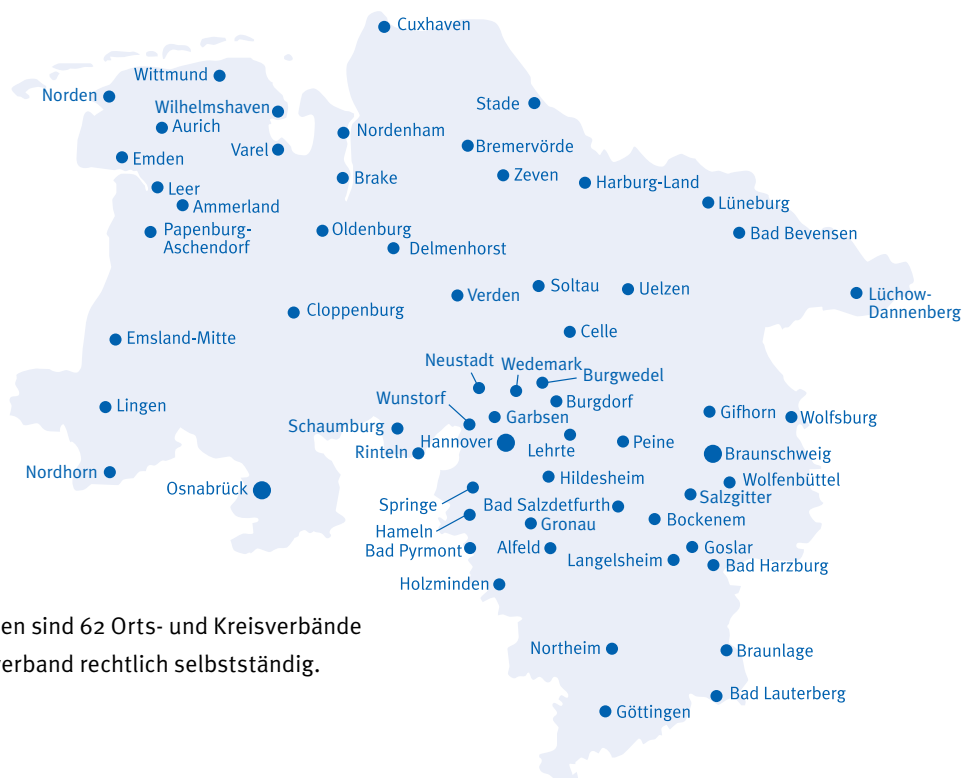 Cuxhaven
Wittmund
Norden
Wilhelmshaven
Stade
Aurich
Nordenham
Varel
Bremervörde
Emden
Brake
Zeven
Harburg-Land
Leer
Ammerland
Lüneburg
Papenburg-
Aschendorf
Oldenburg
Bad Bevensen
Delmenhorst
Soltau
Uelzen
Verden
Lüchow-
Dannenberg
Cloppenburg
Celle
Emsland-Mitte
Neustadt
Wedemark
Burgwedel
Wunstorf
Burgdorf
Lingen
Garbsen
Gifhorn
Wolfsburg
Schaumburg
Hannover
Rinteln
Lehrte
Peine
Braunschweig
Nordhorn
Hildesheim
Wolfenbüttel
Osnabrück
Springe
Bad Salzdetfurth
Salzgitter
Hameln
Gronau
Bockenem
Bad Pyrmont
Alfeld
Langelsheim
Goslar
Bad Harzburg
Holzminden
en sind 62 Orts- und Kreisverbände
verband rechtlich selbstständig.
Northeim
Braunlage
Bad Lauterberg
Göttingen